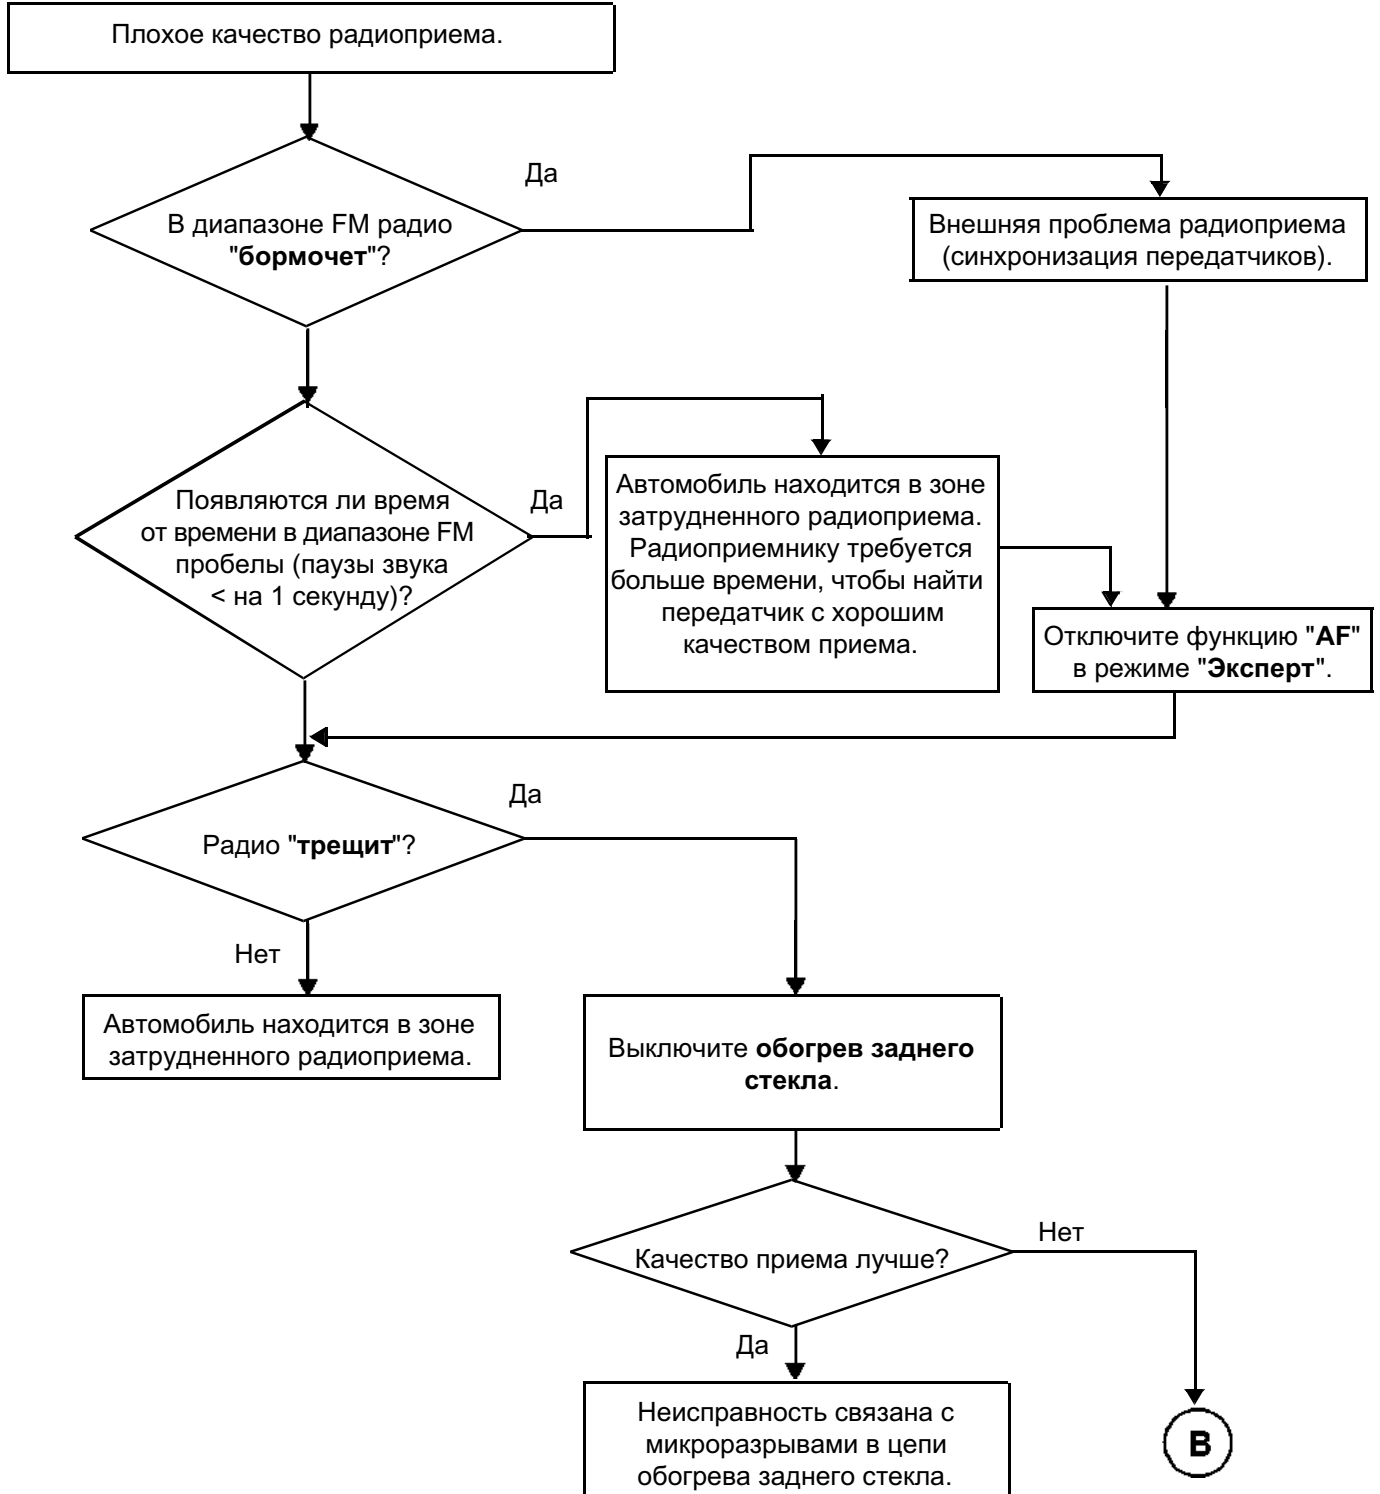 Плохое качество радиоприема.
Да
В диапазоне FM радио
"бормочет"?
Внешняя проблема радиоприема
(синхронизация передатчиков).
Появляются ли время
от времени в диапазоне FM
пробелы (паузы звука
< на 1 секунду)?
Да
Автомобиль находится в зоне
затрудненного радиоприема.
Радиоприемнику требуется
больше времени, чтобы найти
передатчик с хорошим
качеством приема.
Отключите функцию "AF"
в режиме "Эксперт".
Да
Радио "трещит"?
Нет
Автомобиль находится в зоне
затрудненного радиоприема.
Выключите обогрев заднего
стекла.
Качество приема лучше?
Нет
Да
Неисправность связана с
микроразрывами в цепи
обогрева заднего стекла.
B